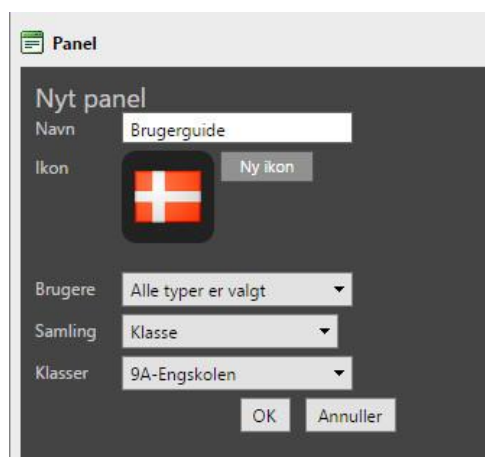 Panel
Nyt panel
Navn Brugerguide
Ikon Ny ikon
Brugere Alle typer er valgt
Samling Klasse
Klasser 9A-Engskolen
OK Annuller